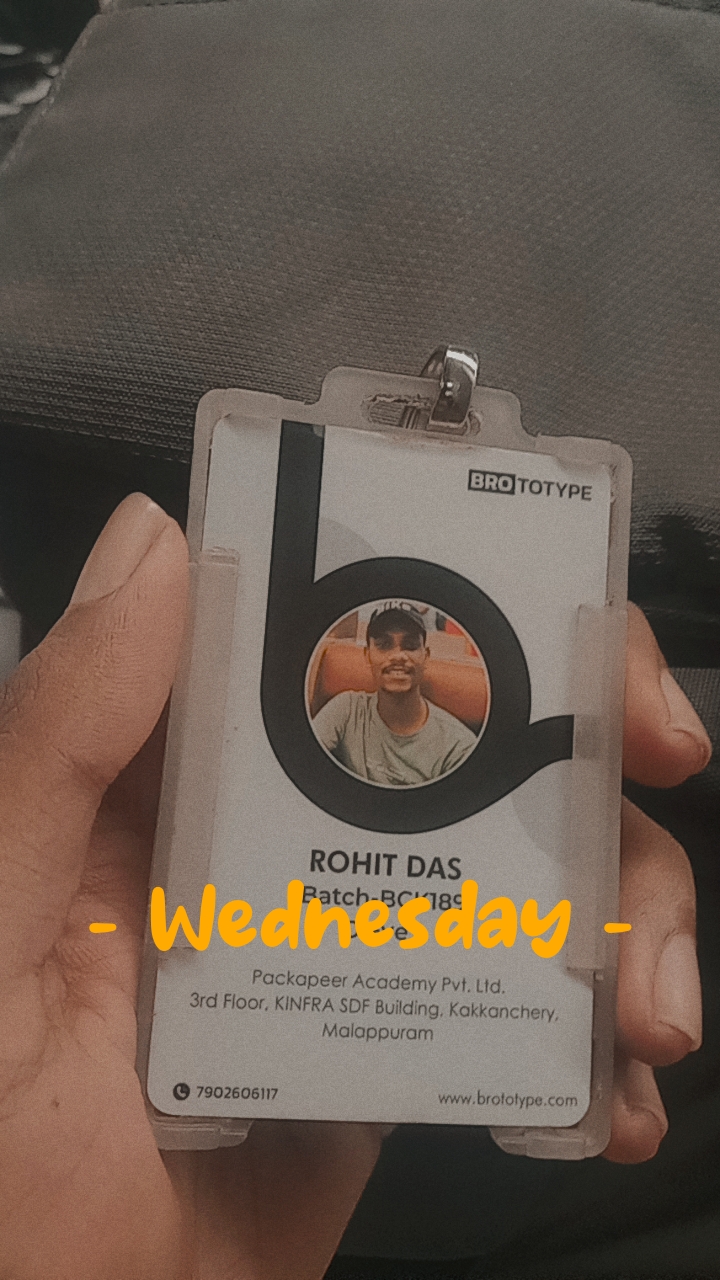 BROTOTYPE
ROHIT DAS
Batch-BCK189
- Wednesday -
Packapeer Academy Pvt. Ltd.
3rd Floor, KINFRA SDF Building, Kakkanchery,
Malappuram
7902606117
www.brototype.com